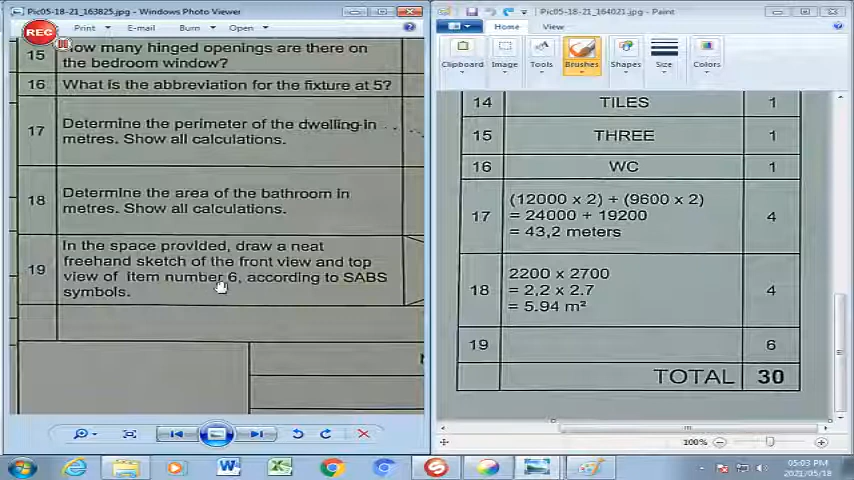 Pic05-18-21_163825.jpg - Windows Photo Viewer
REC
Print
E-mail
Burn
Open
15 How many hinged openings are there on
the bedroom window?
16 What is the abbreviation for the fixture at 5?
17 Determine the perimeter of the dwelling in
metres. Show all calculations.
18 Determine the area of the bathroom in
metres. Show all calculations.
19 In the space provided, draw a neat
freehand sketch of the front view and top
view of item number 6, according to SABS
symbols.
Pic05-18-21_164021.jpg - Paint
Home
View
Clipboard
Image
Tools
Brushes
Shapes
Size
Colors
14 TILES 1
15 THREE 1
16 WC 1
17 (12000 x 2) + (9600 x 2)
= 24000 + 19200
= 43,2 meters 4
18 2200 x 2700
= 2,2 x 2.7
= 5.94 m² 4
19 6
TOTAL 30
100%
05:03 PM
2021/05/18